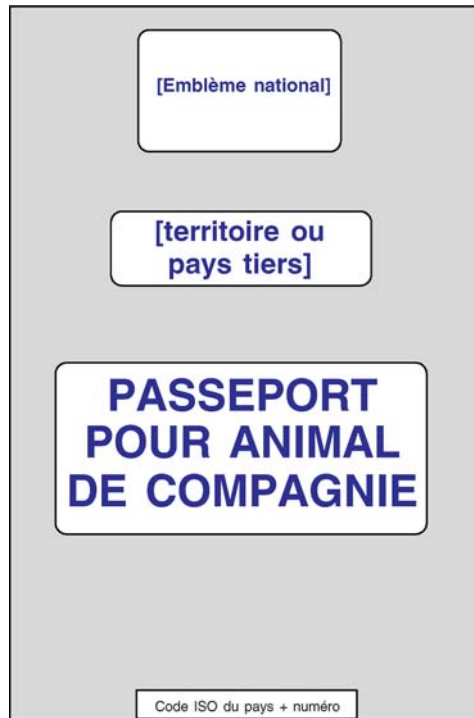 [Emblème national]
[territoire ou
pays tiers]
PASSEPORT
POUR ANIMAL
DE COMPAGNIE
Code ISO du pays + numéro